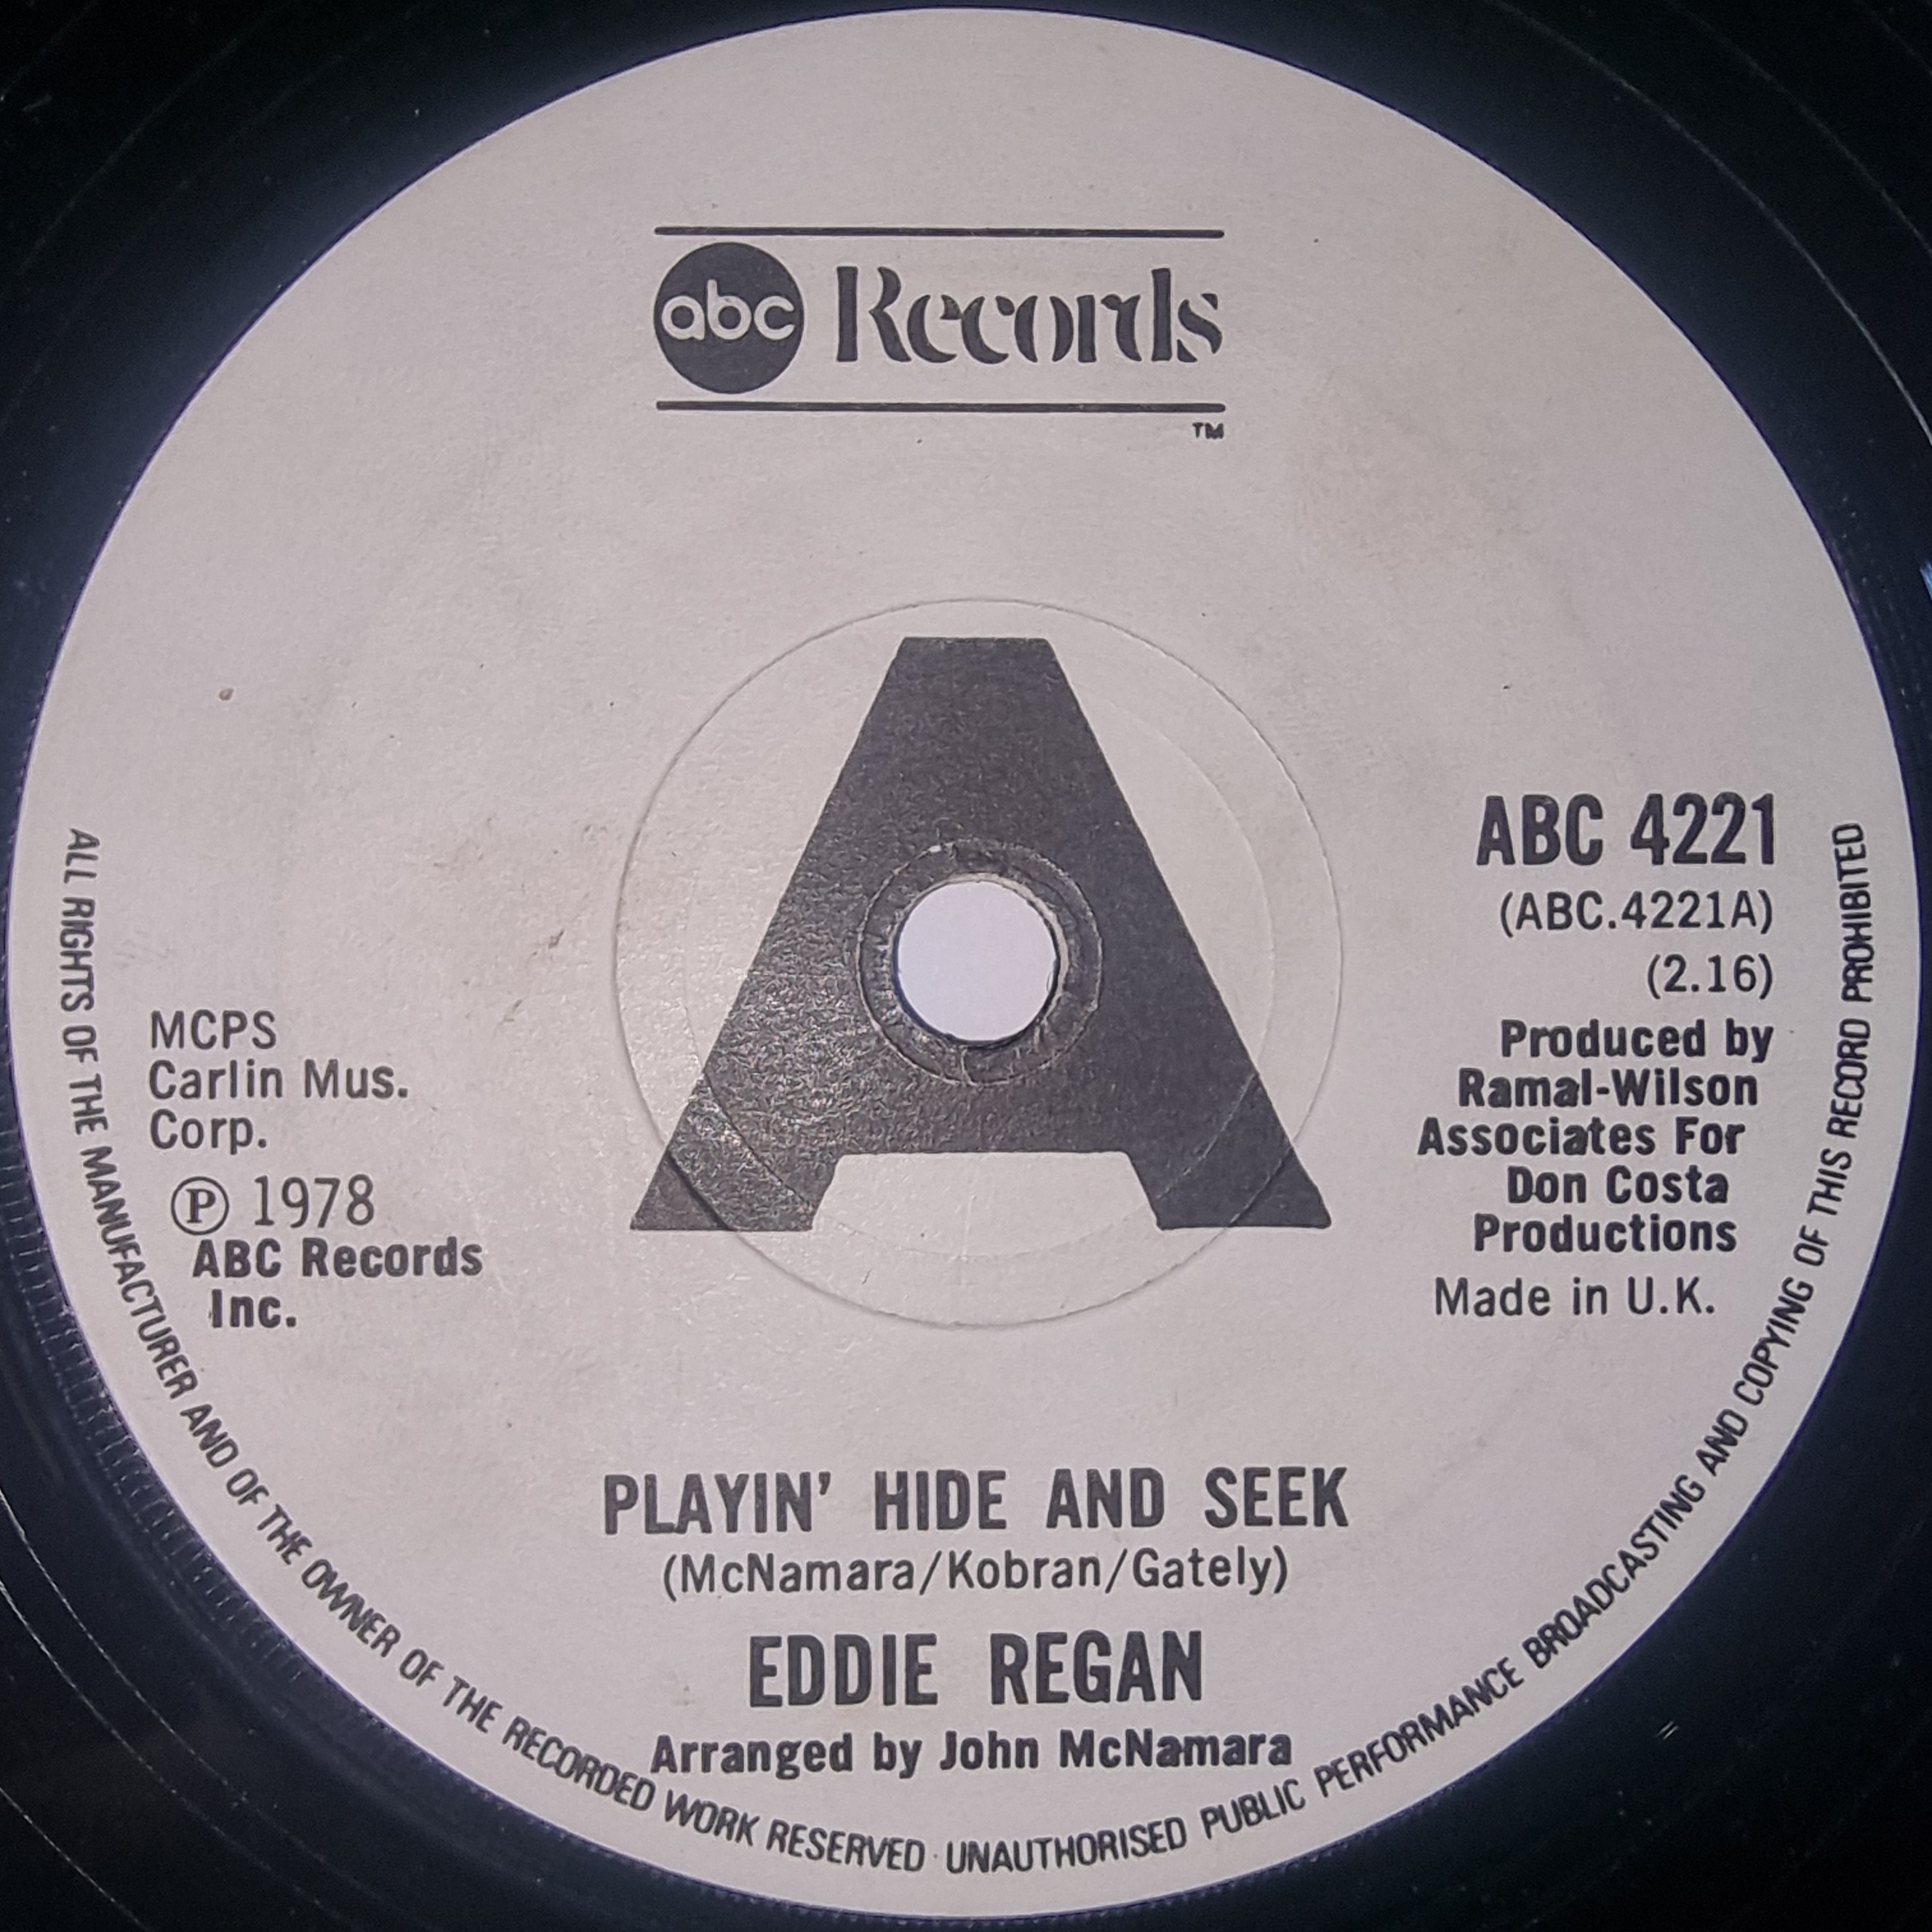 abc Records
TM
A
ABC 4221
(ABC.4221A)
(2.16)
Produced by
Ramal-Wilson
Associates For
Don Costa
Productions
Made in U.K.
MCPS
Carlin Mus.
Corp.
Ⓟ 1978
ABC Records
Inc.
PLAYIN' HIDE AND SEEK
(McNamara/Kobran/Gately)
EDDIE REGAN
Arranged by John McNamara
ALL RIGHTS OF THE MANUFACTURER AND OF THE OWNER OF THE RECORDED WORK RESERVED · UNAUTHORISED PUBLIC PERFORMANCE BROADCASTING AND COPYING OF THIS RECORD PROHIBITED